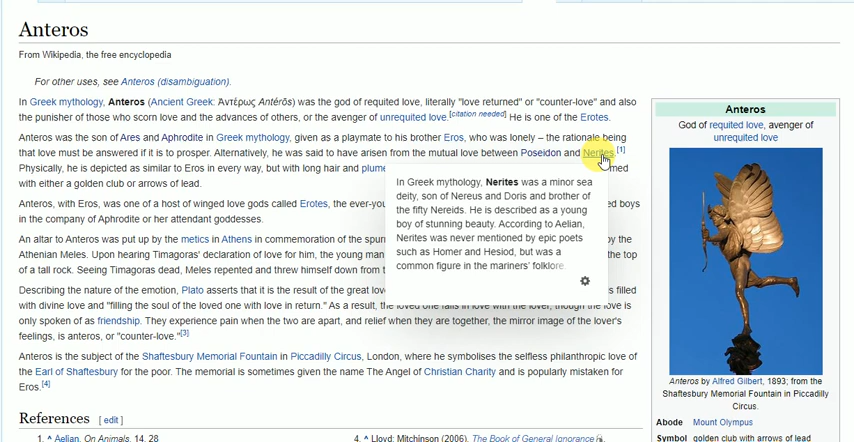 Anteros
From Wikipedia, the free encyclopedia
For other uses, see Anteros (disambiguation).
In Greek mythology, Anteros (Ancient Greek: Ἀντέρως Antérōs) was the god of requited love, literally "love returned" or "counter-love" and also
the punisher of those who scorn love and the advances of others, or the avenger of unrequited love.[citation needed] He is one of the Erotes.
Anteros was the son of Ares and Aphrodite in Greek mythology, given as a playmate to his brother Eros, who was lonely – the rationale being
that love must be answered if it is to prosper. Alternatively, he was said to have arisen from the mutual love between Poseidon and Nerites.[1]
Physically, he is depicted as similar to Eros in every way, but with long hair and plume med
with either a golden club or arrows of lead.
Anteros, with Eros, was one of a host of winged love gods called Erotes, the ever-you ed boys
in the company of Aphrodite or her attendant goddesses.
An altar to Anteros was put up by the metics in Athens in commemoration of the spur by the
Athenian Meles. Upon hearing Timagoras' declaration of love for him, the young man the top
of a tall rock. Seeing Timagoras dead, Meles repented and threw himself down from t
Describing the nature of the emotion, Plato asserts that it is the result of the great lov is filled
with divine love and "filling the soul of the loved one with love in return." As a result, the loved one falls in love with the lover, though the love is
only spoken of as friendship. They experience pain when the two are apart, and relief when they are together, the mirror image of the lover's
feelings, is anteros, or "counter-love."[3]
Anteros is the subject of the Shaftesbury Memorial Fountain in Piccadilly Circus, London, where he symbolises the selfless philanthropic love of
the Earl of Shaftesbury for the poor. The memorial is sometimes given the name The Angel of Christian Charity and is popularly mistaken for
Eros.[4]
In Greek mythology, Nerites was a minor sea
deity, son of Nereus and Doris and brother of
the fifty Nereids. He is described as a young
boy of stunning beauty. According to Aelian,
Nerites was never mentioned by epic poets
such as Homer and Hesiod, but was a
common figure in the mariners' folklore
References [ edit ]
1. ^ Aelian, On Animals, 14, 28
4. ^ Lloyd; Mitchinson (2006). The Book of General Ignorance
Anteros
God of requited love, avenger of
unrequited love
Anteros by Alfred Gilbert, 1893; from the
Shaftesbury Memorial Fountain in Piccadilly
Circus.
Abode Mount Olympus
Symbol golden club with arrows of lead